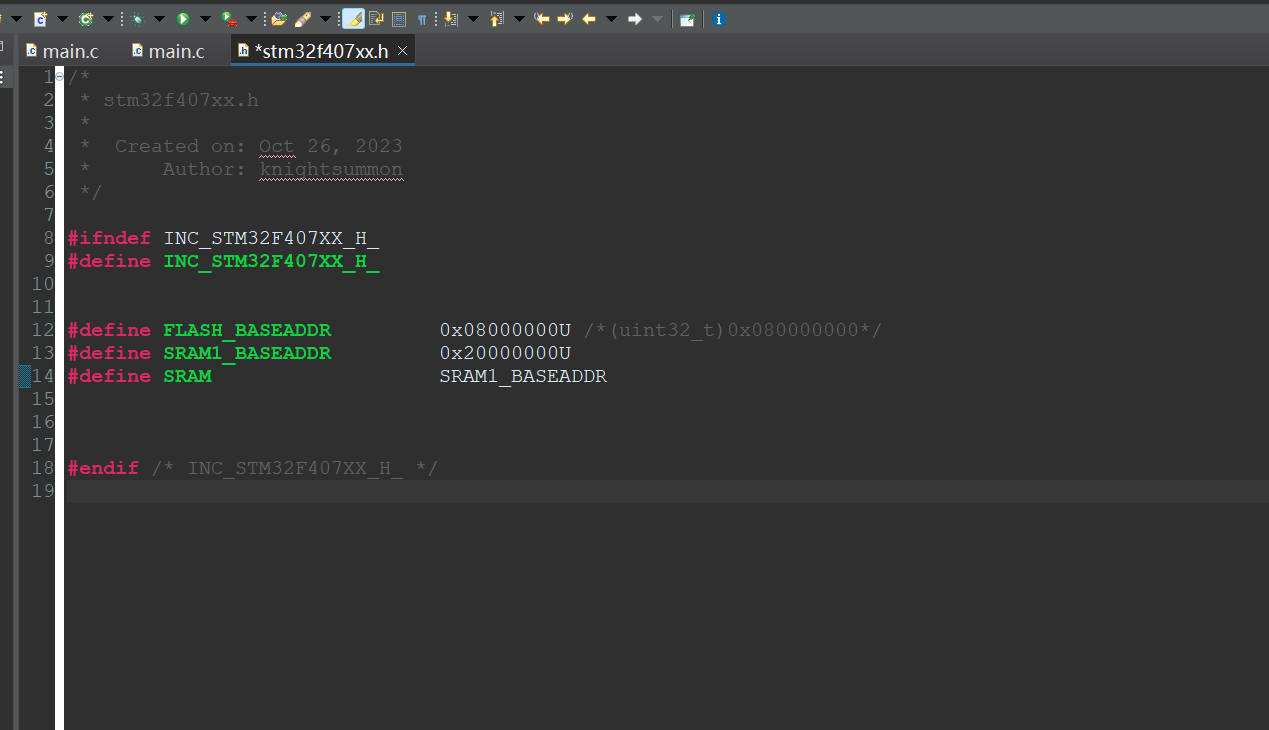 main.c main.c *stm32f407xx.h
1 /*
2 * stm32f407xx.h
3 *
4 * Created on: Oct 26, 2023
5 * Author: knightsummon
6 */
7
8 #ifndef INC_STM32F407XX_H_
9 #define INC_STM32F407XX_H_
10
11
12 #define FLASH_BASEADDR 0x08000000U /*(uint32_t)0x080000000*/
13 #define SRAM1_BASEADDR 0x20000000U
14 #define SRAM SRAM1_BASEADDR
15
16
17
18 #endif /* INC_STM32F407XX_H_ */
19